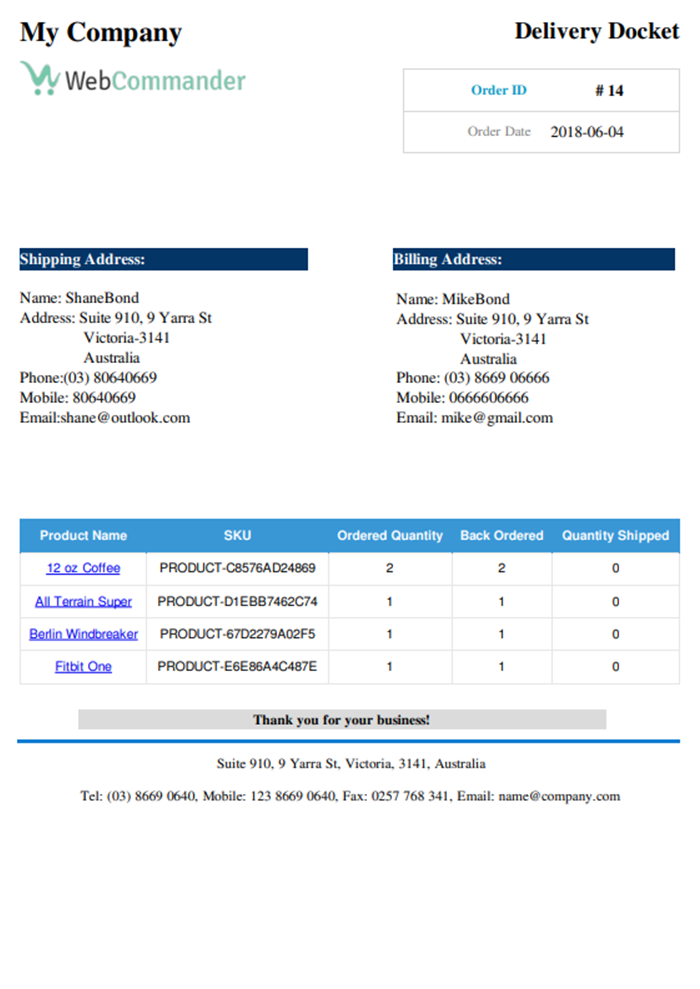 My Company
Delivery Docket
WebCommander
Order ID # 14
Order Date 2018-06-04
Shipping Address:
Name: ShaneBond
Address: Suite 910, 9 Yarra St
Victoria-3141
Australia
Phone:(03) 80640669
Mobile: 80640669
Email:shane@outlook.com
Billing Address:
Name: MikeBond
Address: Suite 910, 9 Yarra St
Victoria-3141
Australia
Phone: (03) 8669 06666
Mobile: 0666606666
Email: mike@gmail.com
Product Name SKU Ordered Quantity Back Ordered Quantity Shipped
12 oz Coffee PRODUCT-C8576AD24869 2 2 0
All Terrain Super PRODUCT-D1EBB7462C74 1 1 0
Berlin Windbreaker PRODUCT-67D2279A02F5 1 1 0
Fitbit One PRODUCT-E6E86A4C487E 1 1 0
Thank you for your business!
Suite 910, 9 Yarra St, Victoria, 3141, Australia
Tel: (03) 8669 0640, Mobile: 123 8669 0640, Fax: 0257 768 341, Email: name@company.com